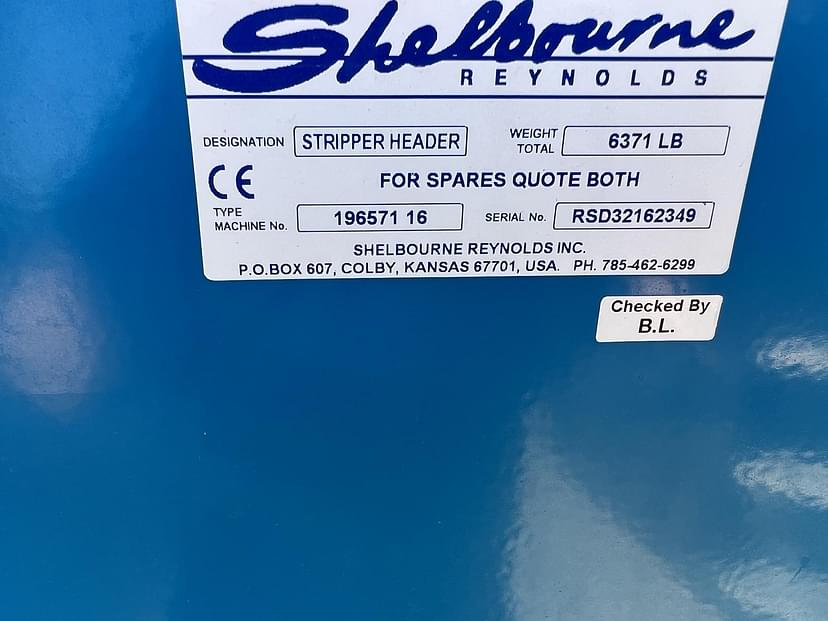 Shelbourne
REYNOLDS
DESIGNATION STRIPPER HEADER WEIGHT TOTAL 6371 LB
CE FOR SPARES QUOTE BOTH
TYPE MACHINE No. 196571 16 SERIAL No. RSD32162349
SHELBOURNE REYNOLDS INC.
P.O.BOX 607, COLBY, KANSAS 67701, USA. PH. 785-462-6299
Checked By
B.L.